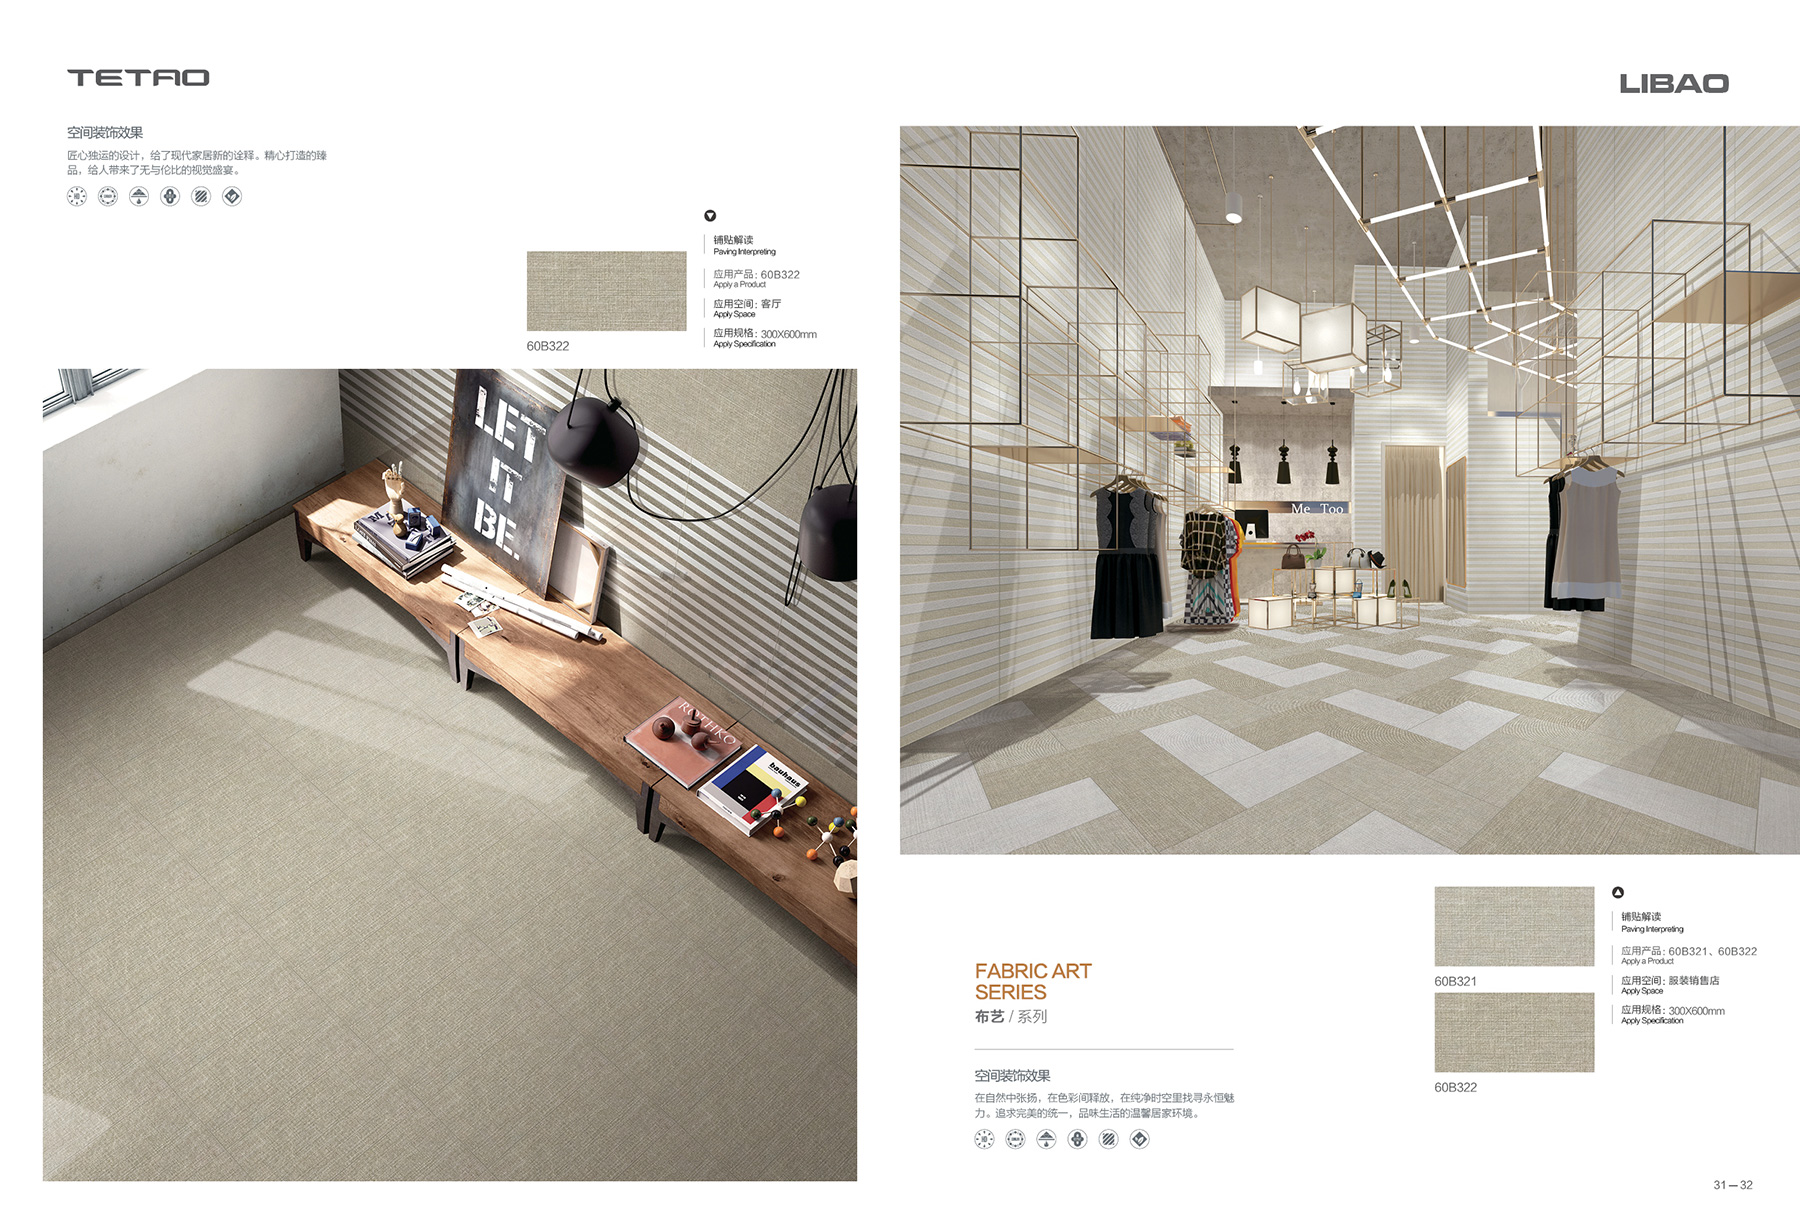 TETAO
空间装饰效果
匠心独运的设计，给了现代家居新的诠释。精心打造的臻
品，给人带来了无与伦比的视觉盛宴。
铺贴解读
Paving Interpreting
应用产品：60B322
Apply a Product
应用空间：客厅
Apply Space
应用规格：300X600mm
Apply Specification
60B322
LET
IT
BE.
ROTHKO
bauhaus
LIBAO
Me Too
FABRIC ART
SERIES
布艺 / 系列
空间装饰效果
在自然中张扬，在色彩间释放，在纯净时空里找寻永恒魅
力。追求完美的统一，品味生活的温馨居家环境。
60B321
60B322
铺贴解读
Paving Interpreting
应用产品：60B321、60B322
Apply a Product
应用空间：服装销售店
Apply Space
应用规格：300X600mm
Apply Specification
31—32